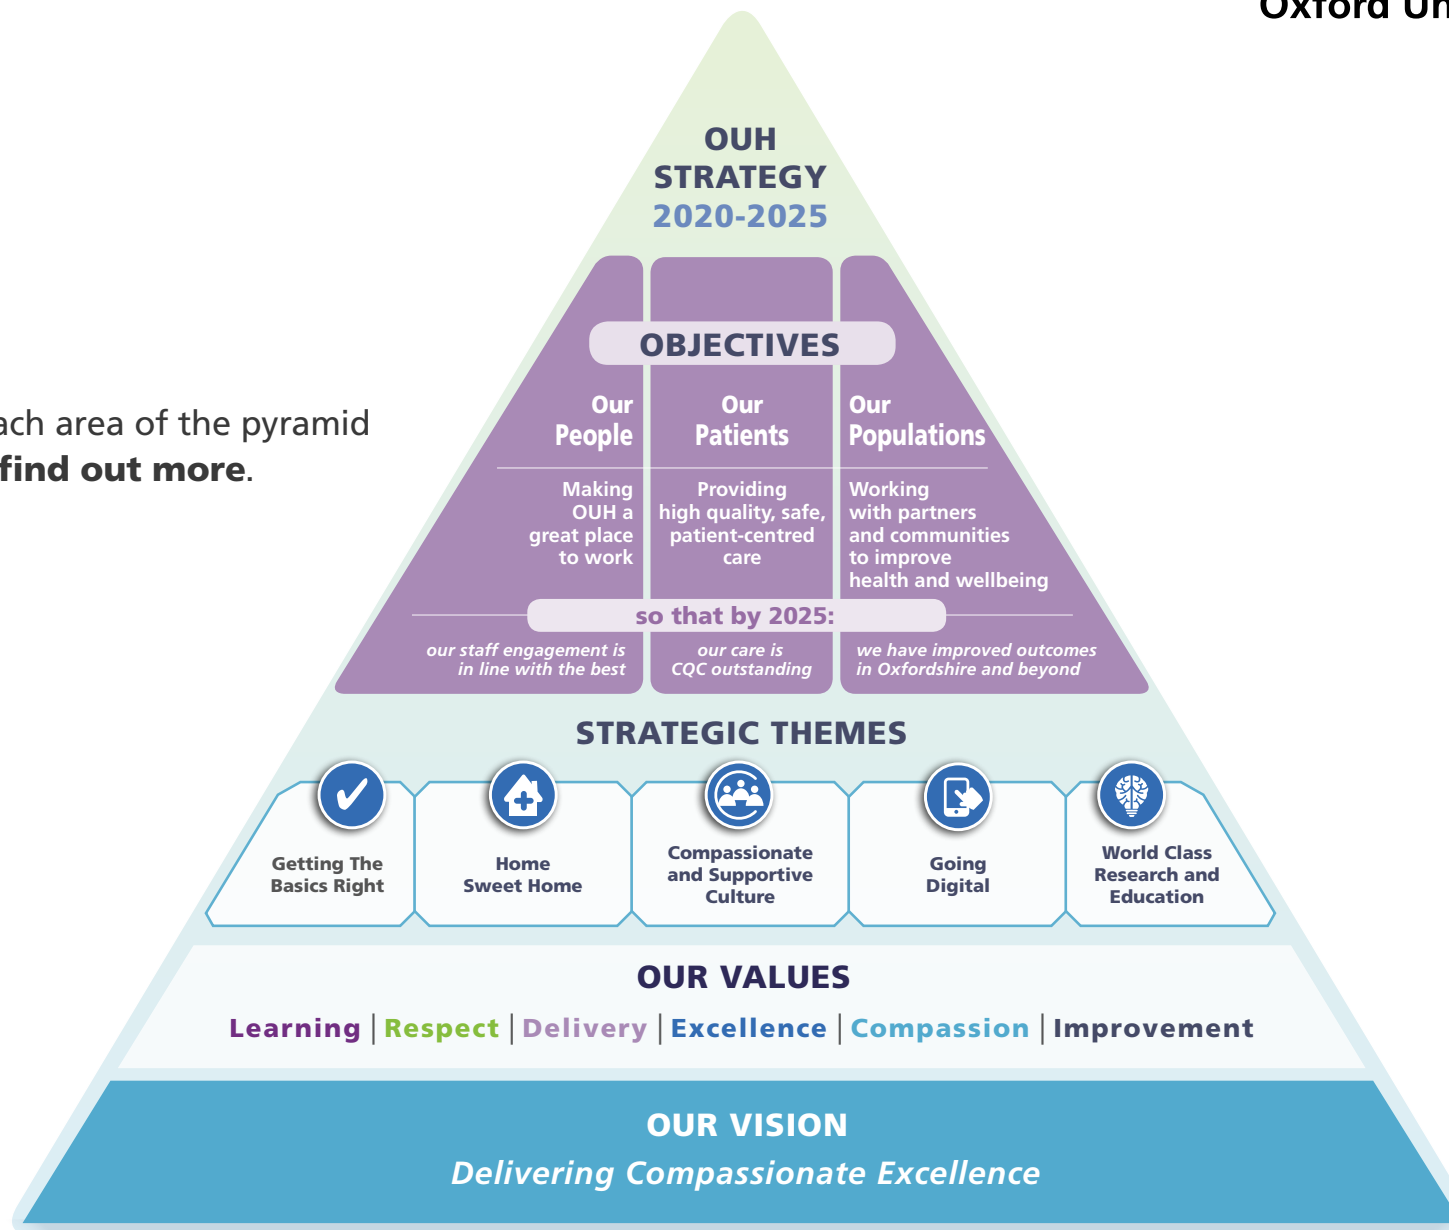 Oxford Un
OUH
STRATEGY
2020-2025
OBJECTIVES
Our
People
Our
Patients
Our
Populations
ach area of the pyramid
find out more.
Making
OUH a
great place
to work
Providing
high quality, safe,
patient-centred
care
Working
with partners
and communities
to improve
health and wellbeing
so that by 2025:
our staff engagement is
in line with the best
our care is
CQC outstanding
we have improved outcomes
in Oxfordshire and beyond
STRATEGIC THEMES
Getting The
Basics Right
Home
Sweet Home
Compassionate
and Supportive
Culture
Going
Digital
World Class
Research and
Education
OUR VALUES
Learning | Respect | Delivery | Excellence | Compassion | Improvement
OUR VISION
Delivering Compassionate Excellence